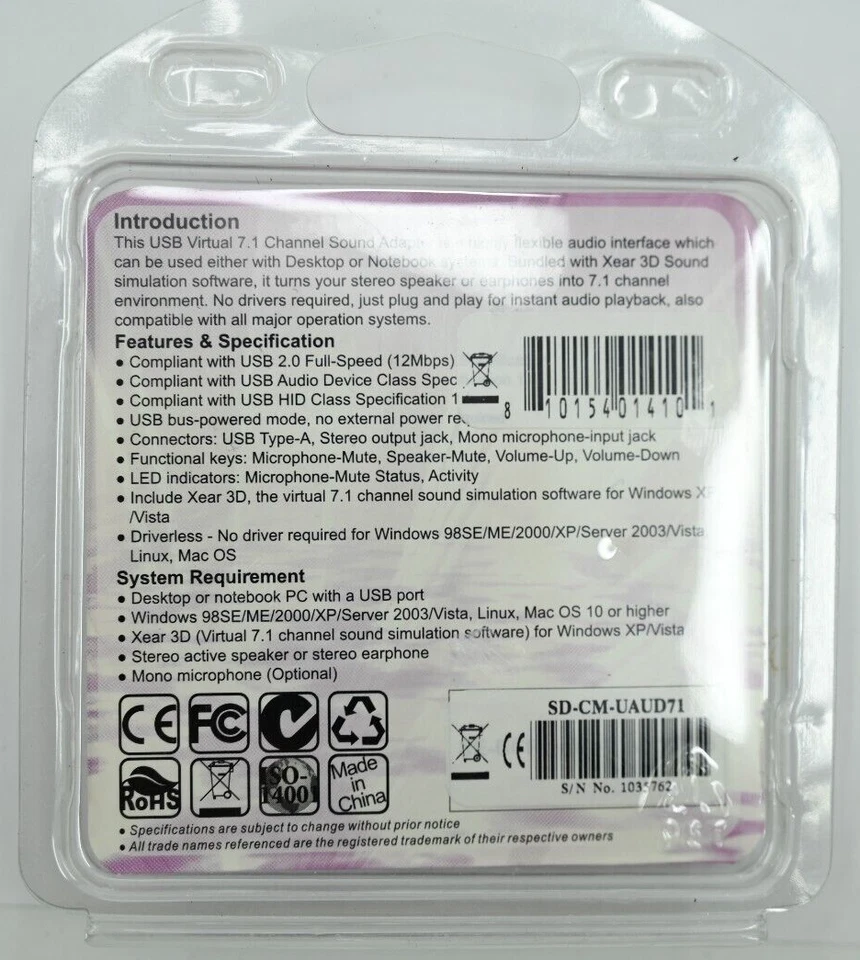 Introduction
This USB Virtual 7.1 Channel Sound flexible audio interface which
can be used either with Desktop or Notebook Bundled with Xear 3D Sound
simulation software, it turns your stereo speaker or earphones into 7.1 channel
environment. No drivers required, just plug and play for instant audio playback, also
compatible with all major operation systems.
Features & Specification
• Compliant with USB 2.0 Full-Speed (12Mbps)
• Compliant with USB Audio Device Class Spec
• Compliant with USB HID Class Specification 1
• USB bus-powered mode, no external power
• Connectors: USB Type-A, Stereo output jack, Mono microphone-input jack
• Functional keys: Microphone-Mute, Speaker-Mute, Volume-Up, Volume-Down
• LED indicators: Microphone-Mute Status, Activity
• Include Xear 3D, the virtual 7.1 channel sound simulation software for Windows XP
/Vista
• Driverless - No driver required for Windows 98SE/ME/2000/XP/Server 2003/Vista
Linux, Mac OS
System Requirement
• Desktop or notebook PC with a USB port
• Windows 98SE/ME/2000/XP/Server 2003/Vista, Linux, Mac OS 10 or higher
• Xear 3D (Virtual 7.1 channel sound simulation software) for Windows XP/Vista
• Stereo active speaker or stereo earphone
• Mono microphone (Optional)
8 10154 01410 1
CE FC
RoHS
ISO-
14001
Made
in
China
SD-CM-UAUD71
CE
S/N No. 1035762
• Specifications are subject to change without prior notice
• All trade names referenced are the registered trademark of their respective owners